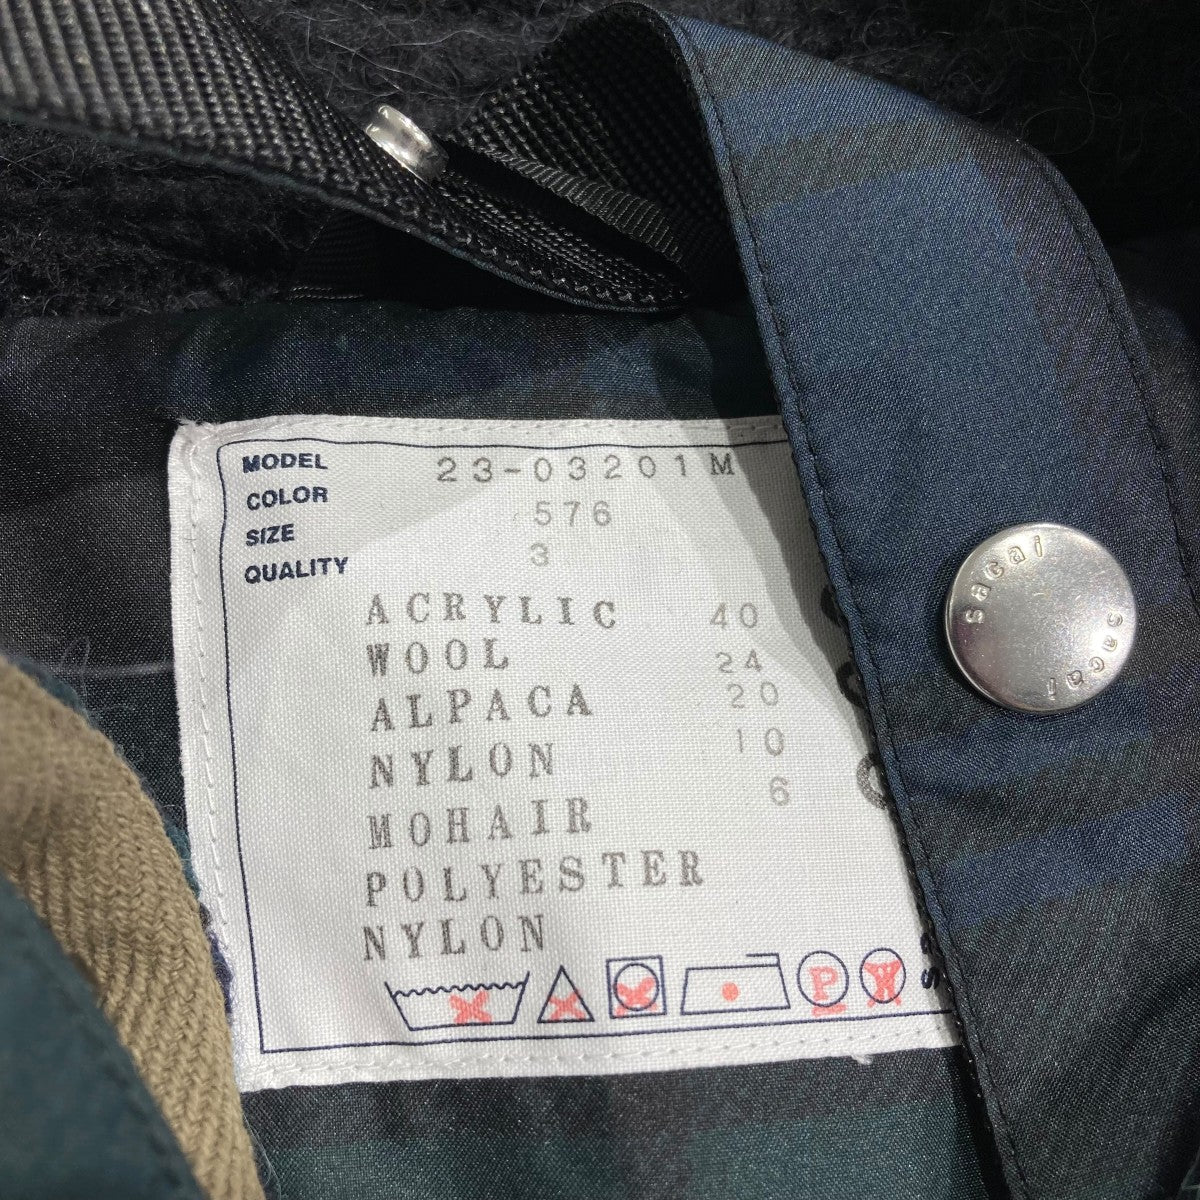 MODEL 23-03201M
COLOR 576
SIZE 3
QUALITY
ACRYLIC 40
WOOL 24
ALPACA 20
NYLON 10
MOHAIR 6
POLYESTER
NYLON
P
W
sacai
sacai